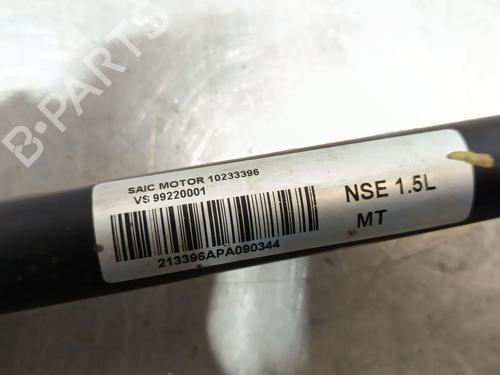 SAIC MOTOR 10233396
VS 99220001
213396APA090344
NSE 1.5L
MT
B-PARTS